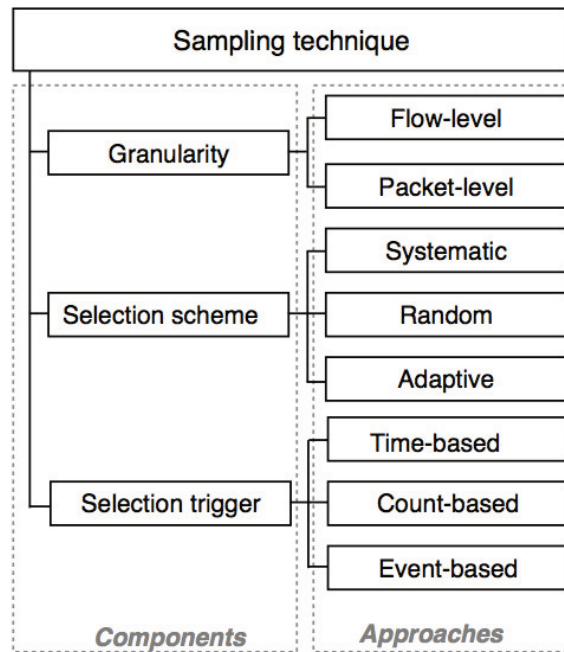 Sampling technique
Granularity
Flow-level
Packet-level
Selection scheme
Systematic
Random
Adaptive
Selection trigger
Time-based
Count-based
Event-based
Components
Approaches